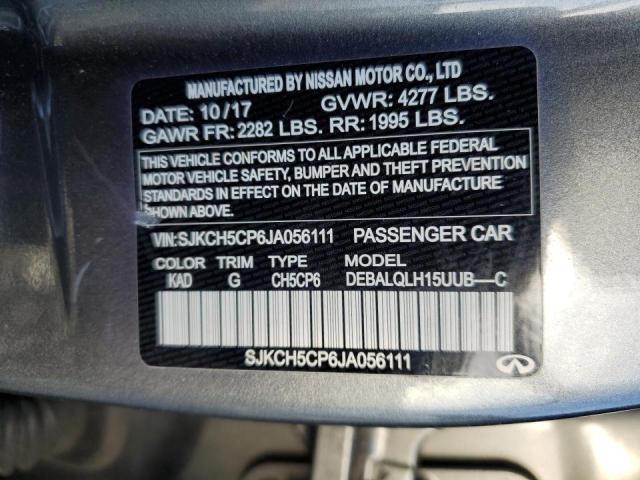 MANUFACTURED BY NISSAN MOTOR CO., LTD
DATE: 10/17 GVWR: 4277 LBS.
GAWR FR: 2282 LBS. RR: 1995 LBS.
THIS VEHICLE CONFORMS TO ALL APPLICABLE FEDERAL
MOTOR VEHICLE SAFETY, BUMPER AND THEFT PREVENTION
STANDARDS IN EFFECT ON THE DATE OF MANUFACTURE
SHOWN ABOVE.
VIN:SJKCH5CP6JA056111 PASSENGER CAR
COLOR TRIM TYPE MODEL
KAD G CH5CP6 DEBALQLH15UUB—C
SJKCH5CP6JA056111